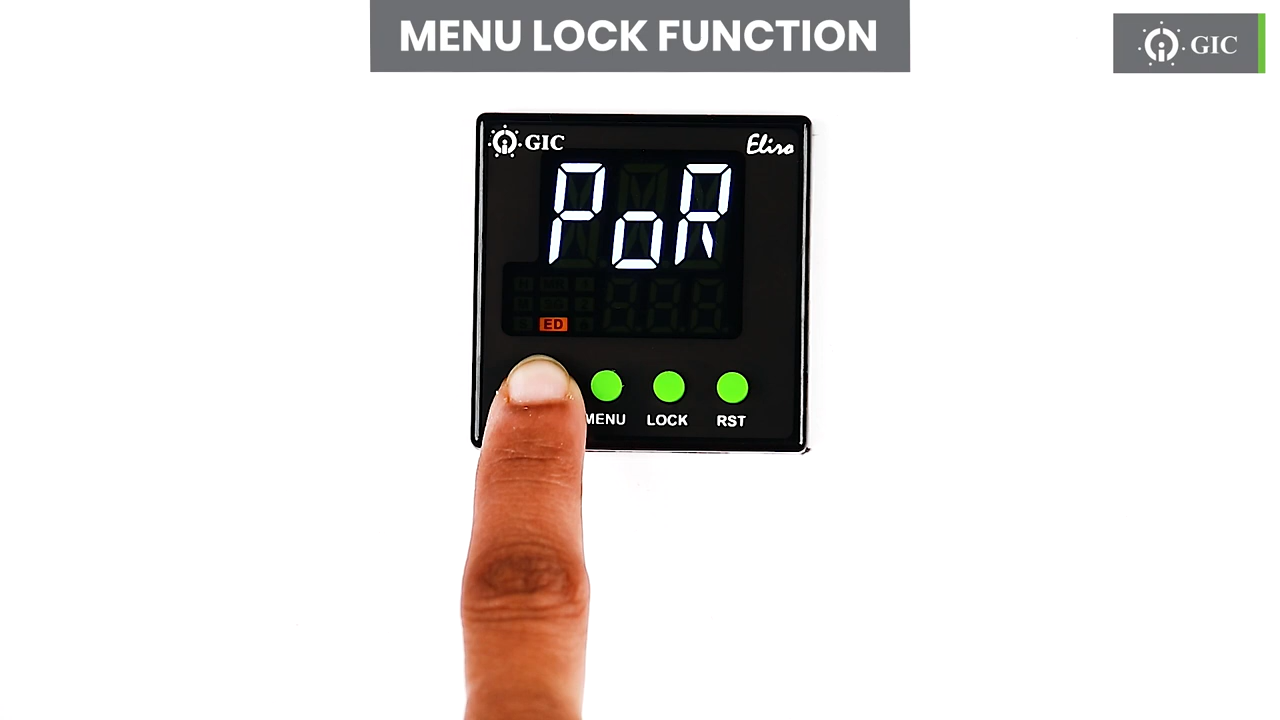 MENU LOCK FUNCTION
GIC
GIC
Eliro
PoR
ED
MENU LOCK RST